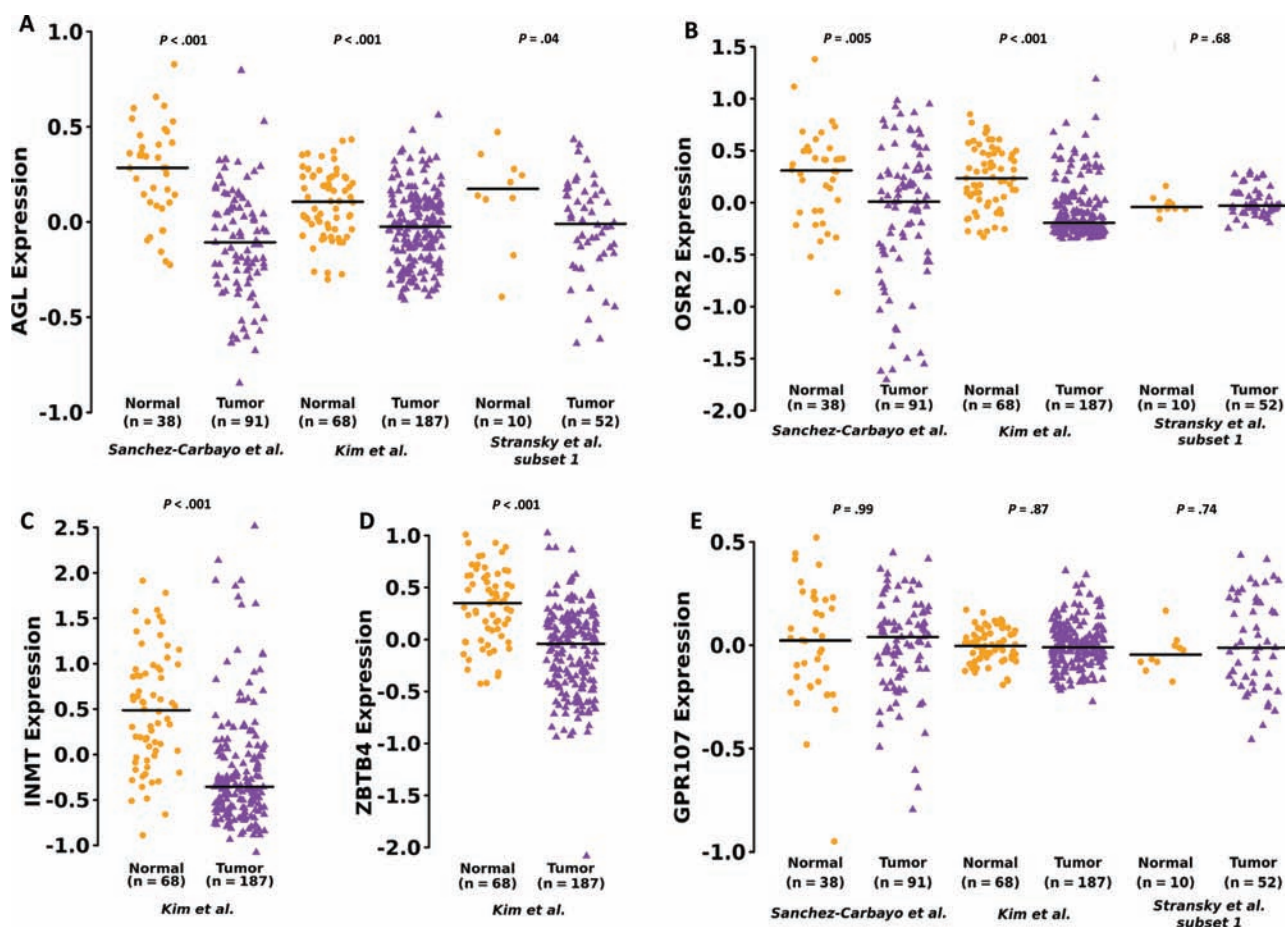 A
P < .001
P < .001
P = .04
AGL Expression
1.0
0.5
0.0
-0.5
-1.0
Normal
(n = 38)
Tumor
(n = 91)
Normal
(n = 68)
Tumor
(n = 187)
Normal
(n = 10)
Tumor
(n = 52)
Sanchez-Carbayo et al.
Kim et al.
Stransky et al.
subset 1
B
P = .005
P < .001
P = .68
OSR2 Expression
1.5
1.0
0.5
0.0
-0.5
-1.0
-1.5
-2.0
Normal
(n = 38)
Tumor
(n = 91)
Normal
(n = 68)
Tumor
(n = 187)
Normal
(n = 10)
Tumor
(n = 52)
Sanchez-Carbayo et al.
Kim et al.
Stransky et al.
subset 1
C
P < .001
INMT Expression
2.5
2.0
1.5
1.0
0.5
0.0
-0.5
-1.0
Normal
(n = 68)
Tumor
(n = 187)
Kim et al.
D
P < .001
ZBTB4 Expression
1.0
0.5
0.0
-0.5
-1.0
-1.5
-2.0
Normal
(n = 68)
Tumor
(n = 187)
Kim et al.
E
P = .99
P = .87
P = .74
GPR107 Expression
0.5
0.0
-0.5
-1.0
Normal
(n = 38)
Tumor
(n = 91)
Normal
(n = 68)
Tumor
(n = 187)
Normal
(n = 10)
Tumor
(n = 52)
Sanchez-Carbayo et al.
Kim et al.
Stransky et al.
subset 1